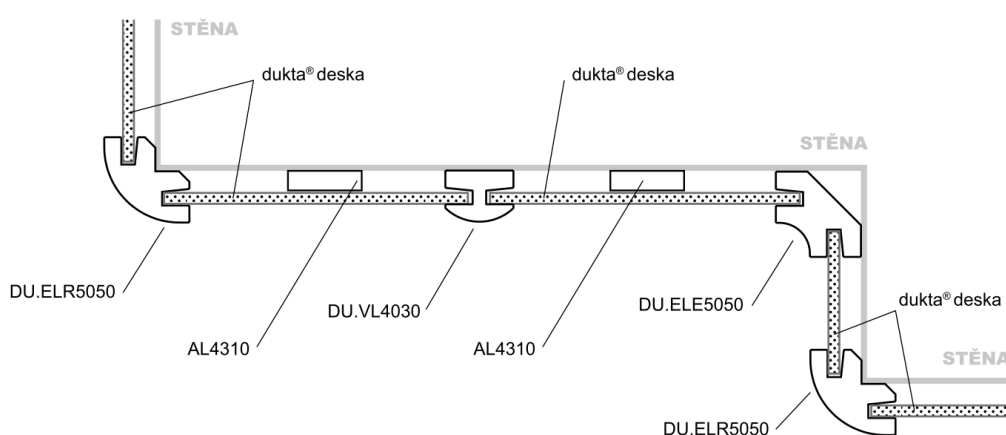 STĚNA
dukta® deska
dukta® deska
STĚNA
DU.ELR5050
DU.VL4030
DU.ELE5050
dukta® deska
AL4310
AL4310
STĚNA
DU.ELR5050